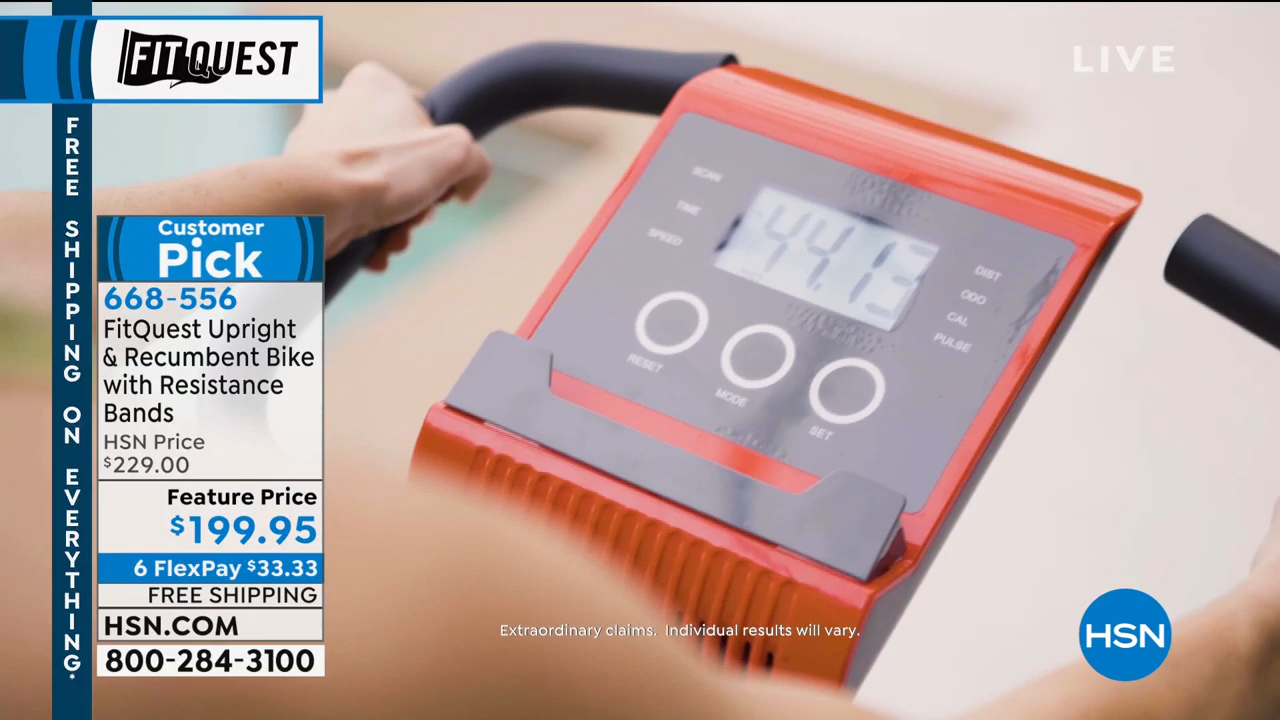 FITQUEST
LIVE
FREE SHIPPING ON EVERYTHING.*
Customer
Pick
668-556
FitQuest Upright
& Recumbent Bike
with Resistance
Bands
HSN Price
$229.00
Feature Price
$199.95
6 FlexPay $33.33
FREE SHIPPING
HSN.COM
800-284-3100
SCAN
TIME
SPEED
DIST
ODO
CAL
PULSE
RESET
MODE
SET
Extraordinary claims. Individual results will vary.
HSN